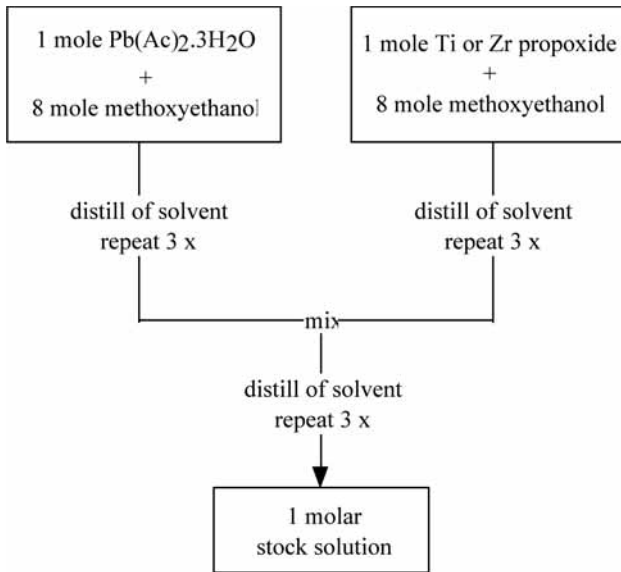 1 mole Pb(Ac)2.3H2O
+
8 mole methoxyethanol
1 mole Ti or Zr propoxide
+
8 mole methoxyethanol
distill of solvent
repeat 3 x
distill of solvent
repeat 3 x
mix
distill of solvent
repeat 3 x
1 molar
stock solution